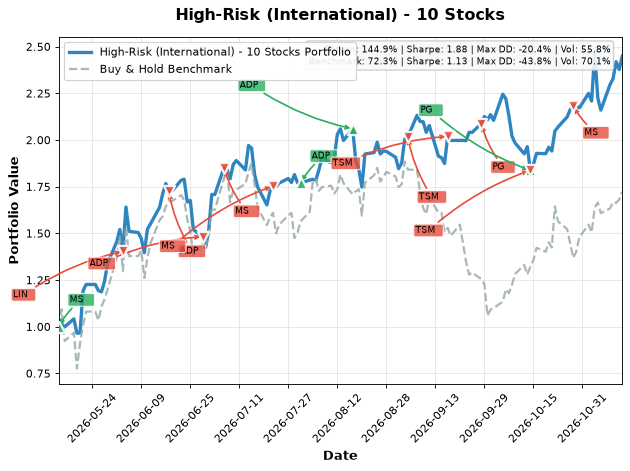 High-Risk (International) - 10 Stocks
High-Risk (International) - 10 Stocks Portfolio
Buy & Hold Benchmark
144.9% | Sharpe: 1.88 | Max DD: -20.4% | Vol: 55.8%
Benchmark: 72.3% | Sharpe: 1.13 | Max DD: -43.8% | Vol: 70.1%
Portfolio Value
2.50
2.25
2.00
1.75
1.50
1.25
1.00
0.75
LIN
MS
ADP
MS
DP
ADP
MS
ADP
TSM
PG
TSM
TSM
PG
MS
2026-05-24
2026-06-09
2026-06-25
2026-07-11
2026-07-27
2026-08-12
2026-08-28
2026-09-13
2026-09-29
2026-10-15
2026-10-31
Date